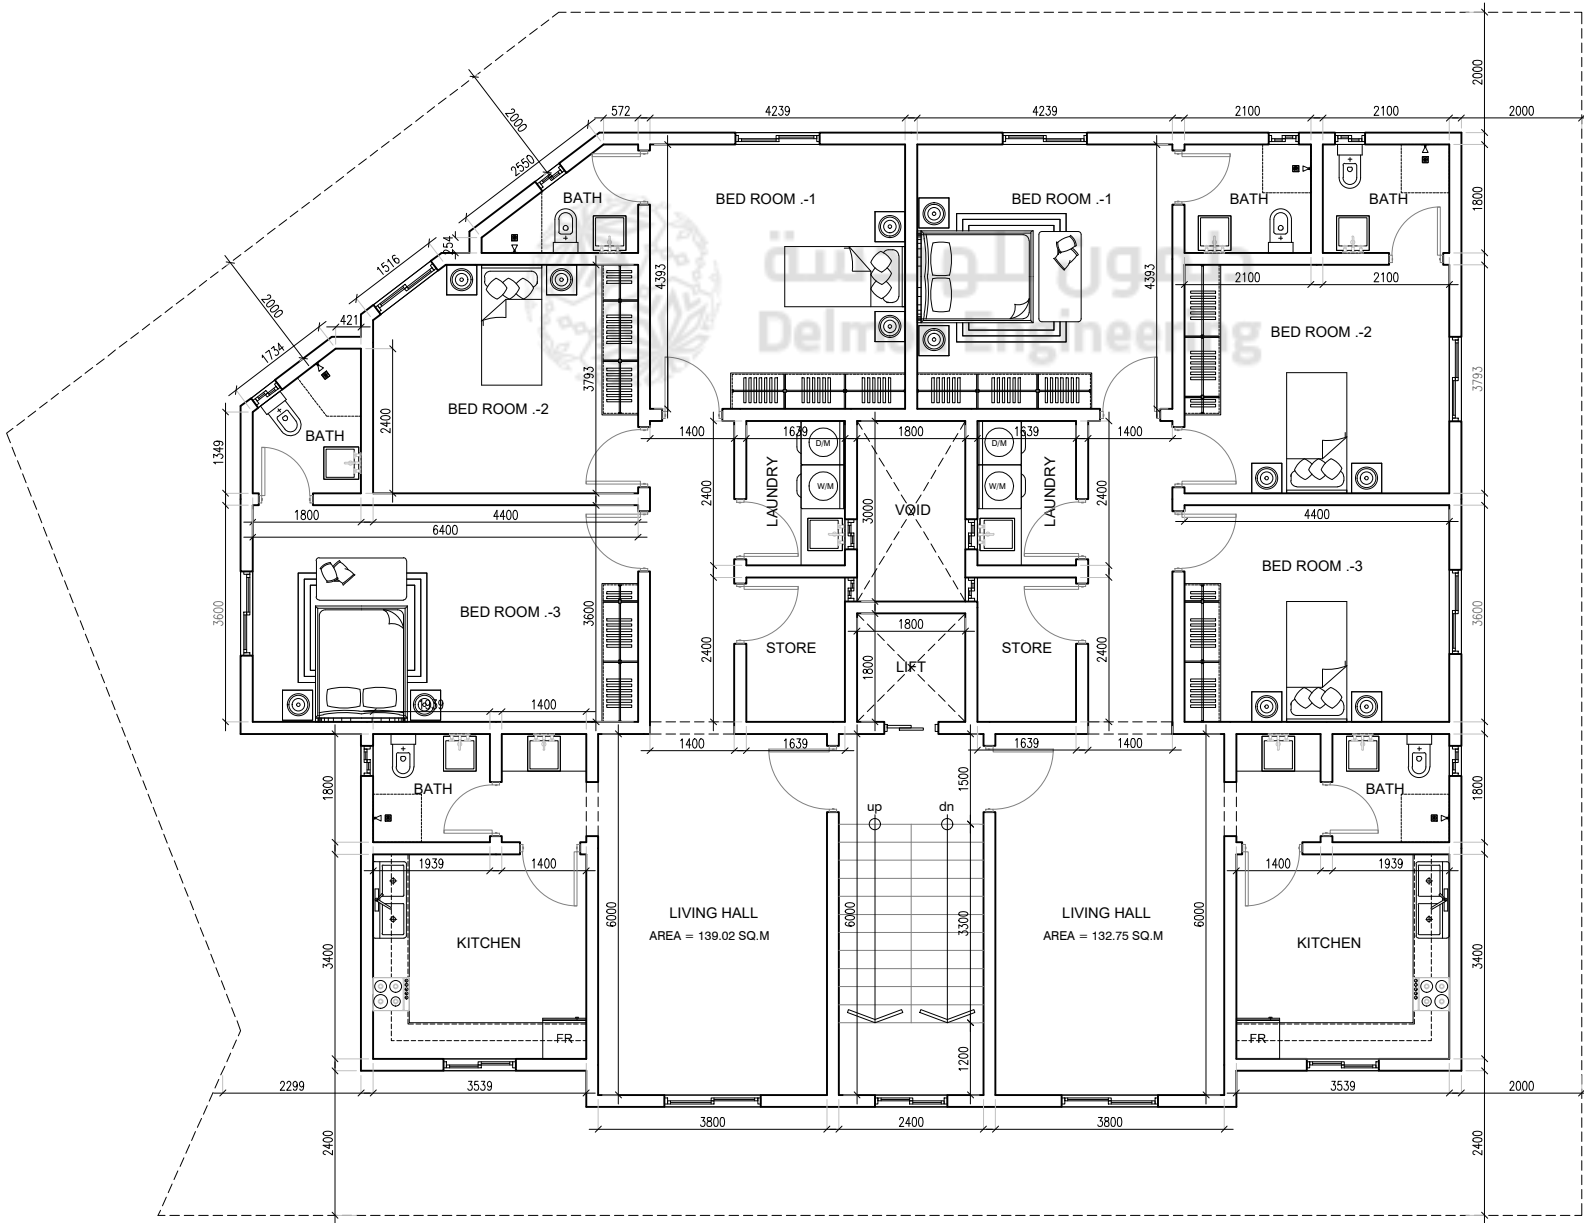 2000
572
4239
4239
2100
2100
2000
2000
2550
BATH
BED ROOM .-1
BED ROOM .-1
BATH
BATH
1800
254
1516
2000
4393
4393
2100
2100
دلمون للهندسة
Delmon Engineering
421
1734
3793
BED ROOM .-2
BED ROOM .-2
3793
2400
BATH
1349
1400
1639
1800
1639
1400
D/M
D/M
W/M
W/M
LAUNDRY
LAUNDRY
2400
3000
VOID
2400
1800
4400
6400
4400
BED ROOM .-3
BED ROOM .-3
3600
3600
3600
1800
2400
STORE
1800
LIFT
STORE
2400
1939
1400
1400
1639
1639
1400
1800
BATH
1500
BATH
1800
up
dn
1939
1400
1400
1939
KITCHEN
3400
6000
LIVING HALL
AREA = 139.02 SQ.M
6000
3300
LIVING HALL
AREA = 132.75 SQ.M
6000
KITCHEN
3400
FR
FR
1200
2299
3539
3539
2000
3800
2400
3800
2400
2400